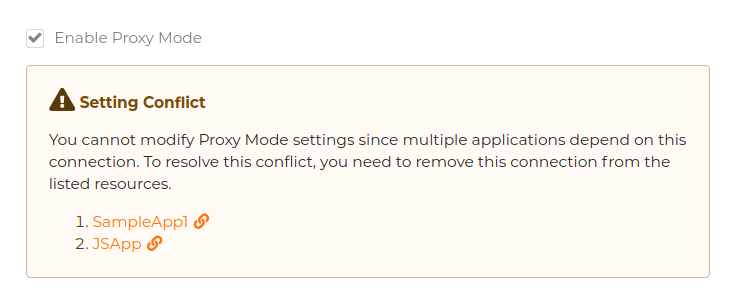 Enable Proxy Mode
Setting Conflict
You cannot modify Proxy Mode settings since multiple applications depend on this
connection. To resolve this conflict, you need to remove this connection from the
listed resources.
1. SampleApp1
2. JSApp